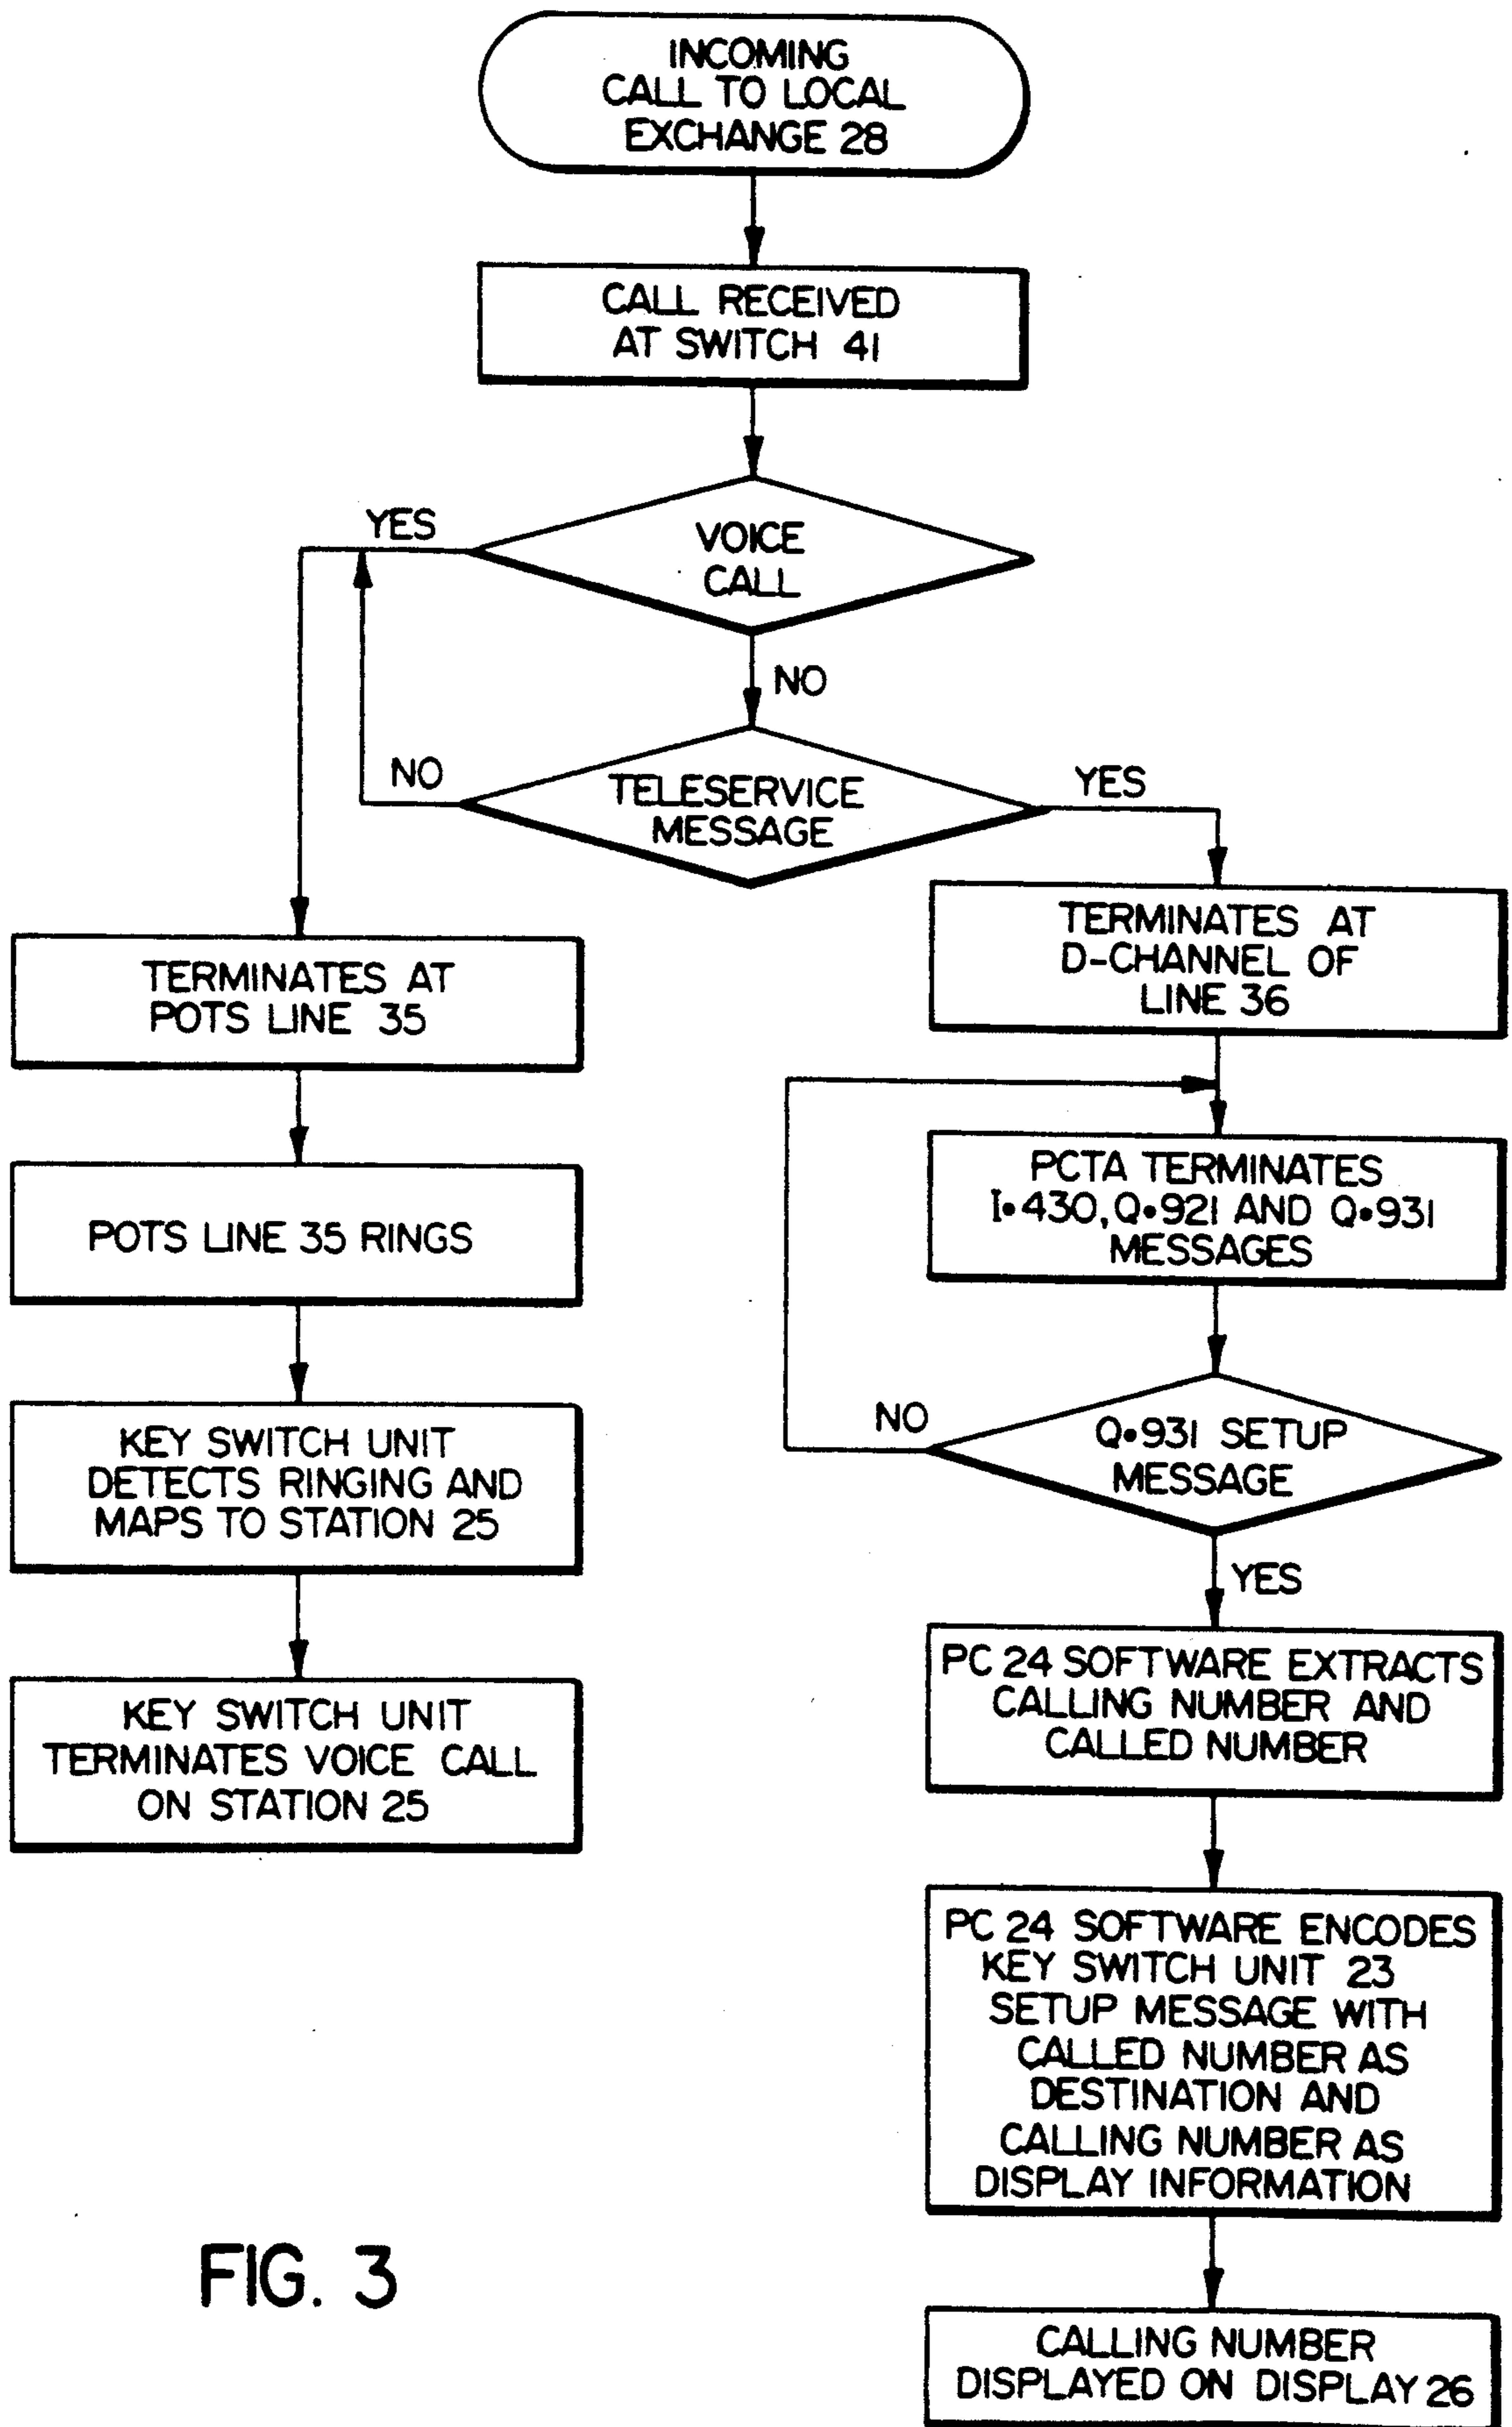 INCOMING
CALL TO LOCAL
EXCHANGE 28
CALL RECEIVED
AT SWITCH 41
YES
VOICE
CALL
NO
NO
TELESERVICE
MESSAGE
YES
TERMINATES AT
POTS LINE 35
POTS LINE 35 RINGS
KEY SWITCH UNIT
DETECTS RINGING AND
MAPS TO STATION 25
KEY SWITCH UNIT
TERMINATES VOICE CALL
ON STATION 25
TERMINATES AT
D-CHANNEL OF
LINE 36
PCTA TERMINATES
I•430, Q•921 AND Q•931
MESSAGES
NO
Q•931 SETUP
MESSAGE
YES
PC 24 SOFTWARE EXTRACTS
CALLING NUMBER AND
CALLED NUMBER
PC 24 SOFTWARE ENCODES
KEY SWITCH UNIT 23
SETUP MESSAGE WITH
CALLED NUMBER AS
DESTINATION AND
CALLING NUMBER AS
DISPLAY INFORMATION
CALLING NUMBER
DISPLAYED ON DISPLAY 26
FIG. 3